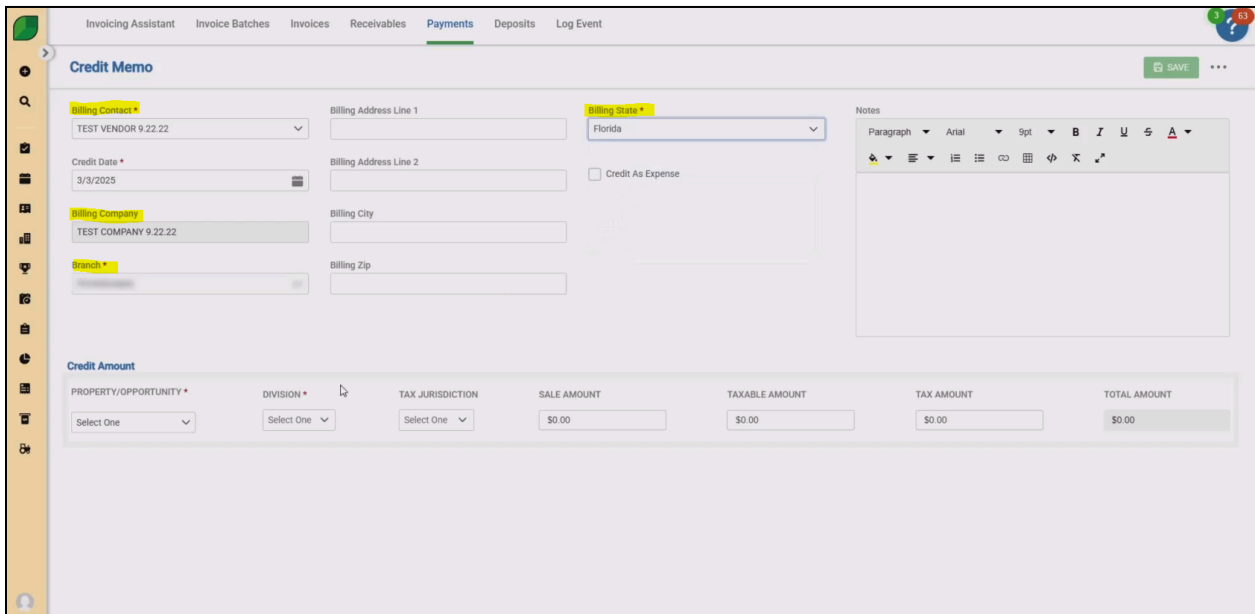 Invoicing Assistant Invoice Batches Invoices Receivables Payments Deposits Log Event
3 63
?
Credit Memo
SAVE
Billing Contact *
TEST VENDOR 9.22.22
Billing Address Line 1
Billing State *
Florida
Notes
Paragraph Arial 9pt B I U S A
Credit Date *
3/3/2025
Billing Address Line 2
Credit As Expense
Billing Company
TEST COMPANY 9.22.22
Billing City
Branch *
Billing Zip
Credit Amount
PROPERTY/OPPORTUNITY * DIVISION * TAX JURISDICTION SALE AMOUNT TAXABLE AMOUNT TAX AMOUNT TOTAL AMOUNT
Select One Select One Select One $0.00 $0.00 $0.00 $0.00